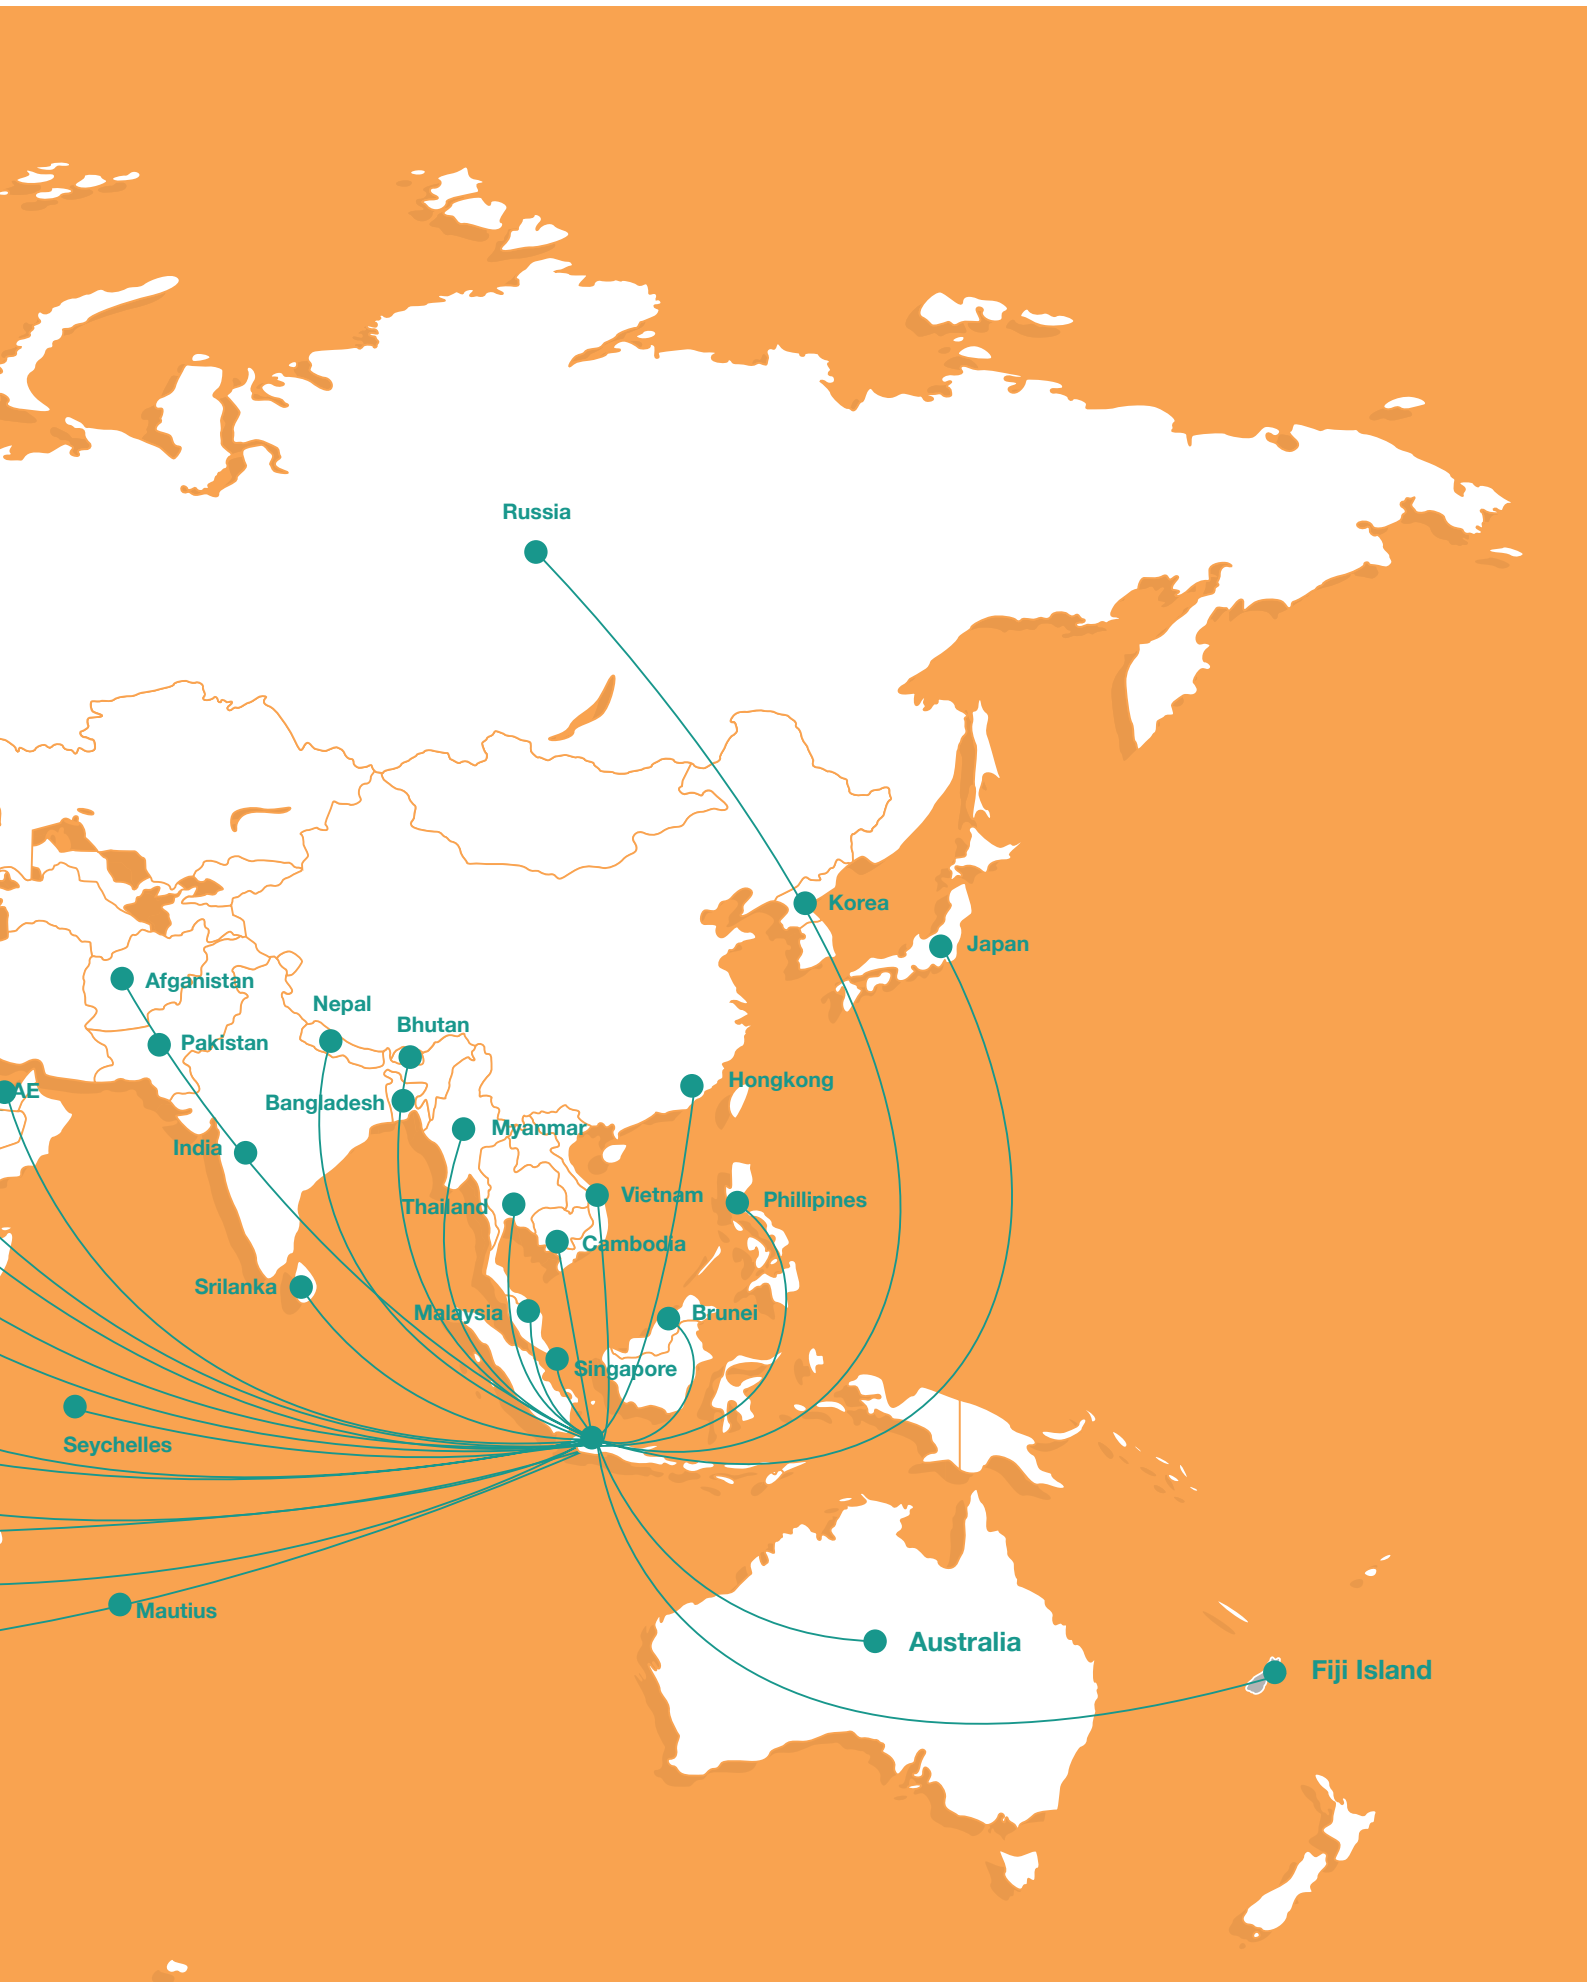 Russia
Korea
Japan
Afganistan
Nepal
Bhutan
Pakistan
Hongkong
AE
Bangladesh
Myanmar
India
Vietnam
Phillipines
Thailand
Cambodia
Srilanka
Malaysia
Brunei
Singapore
Seychelles
Mautius
Australia
Fiji Island